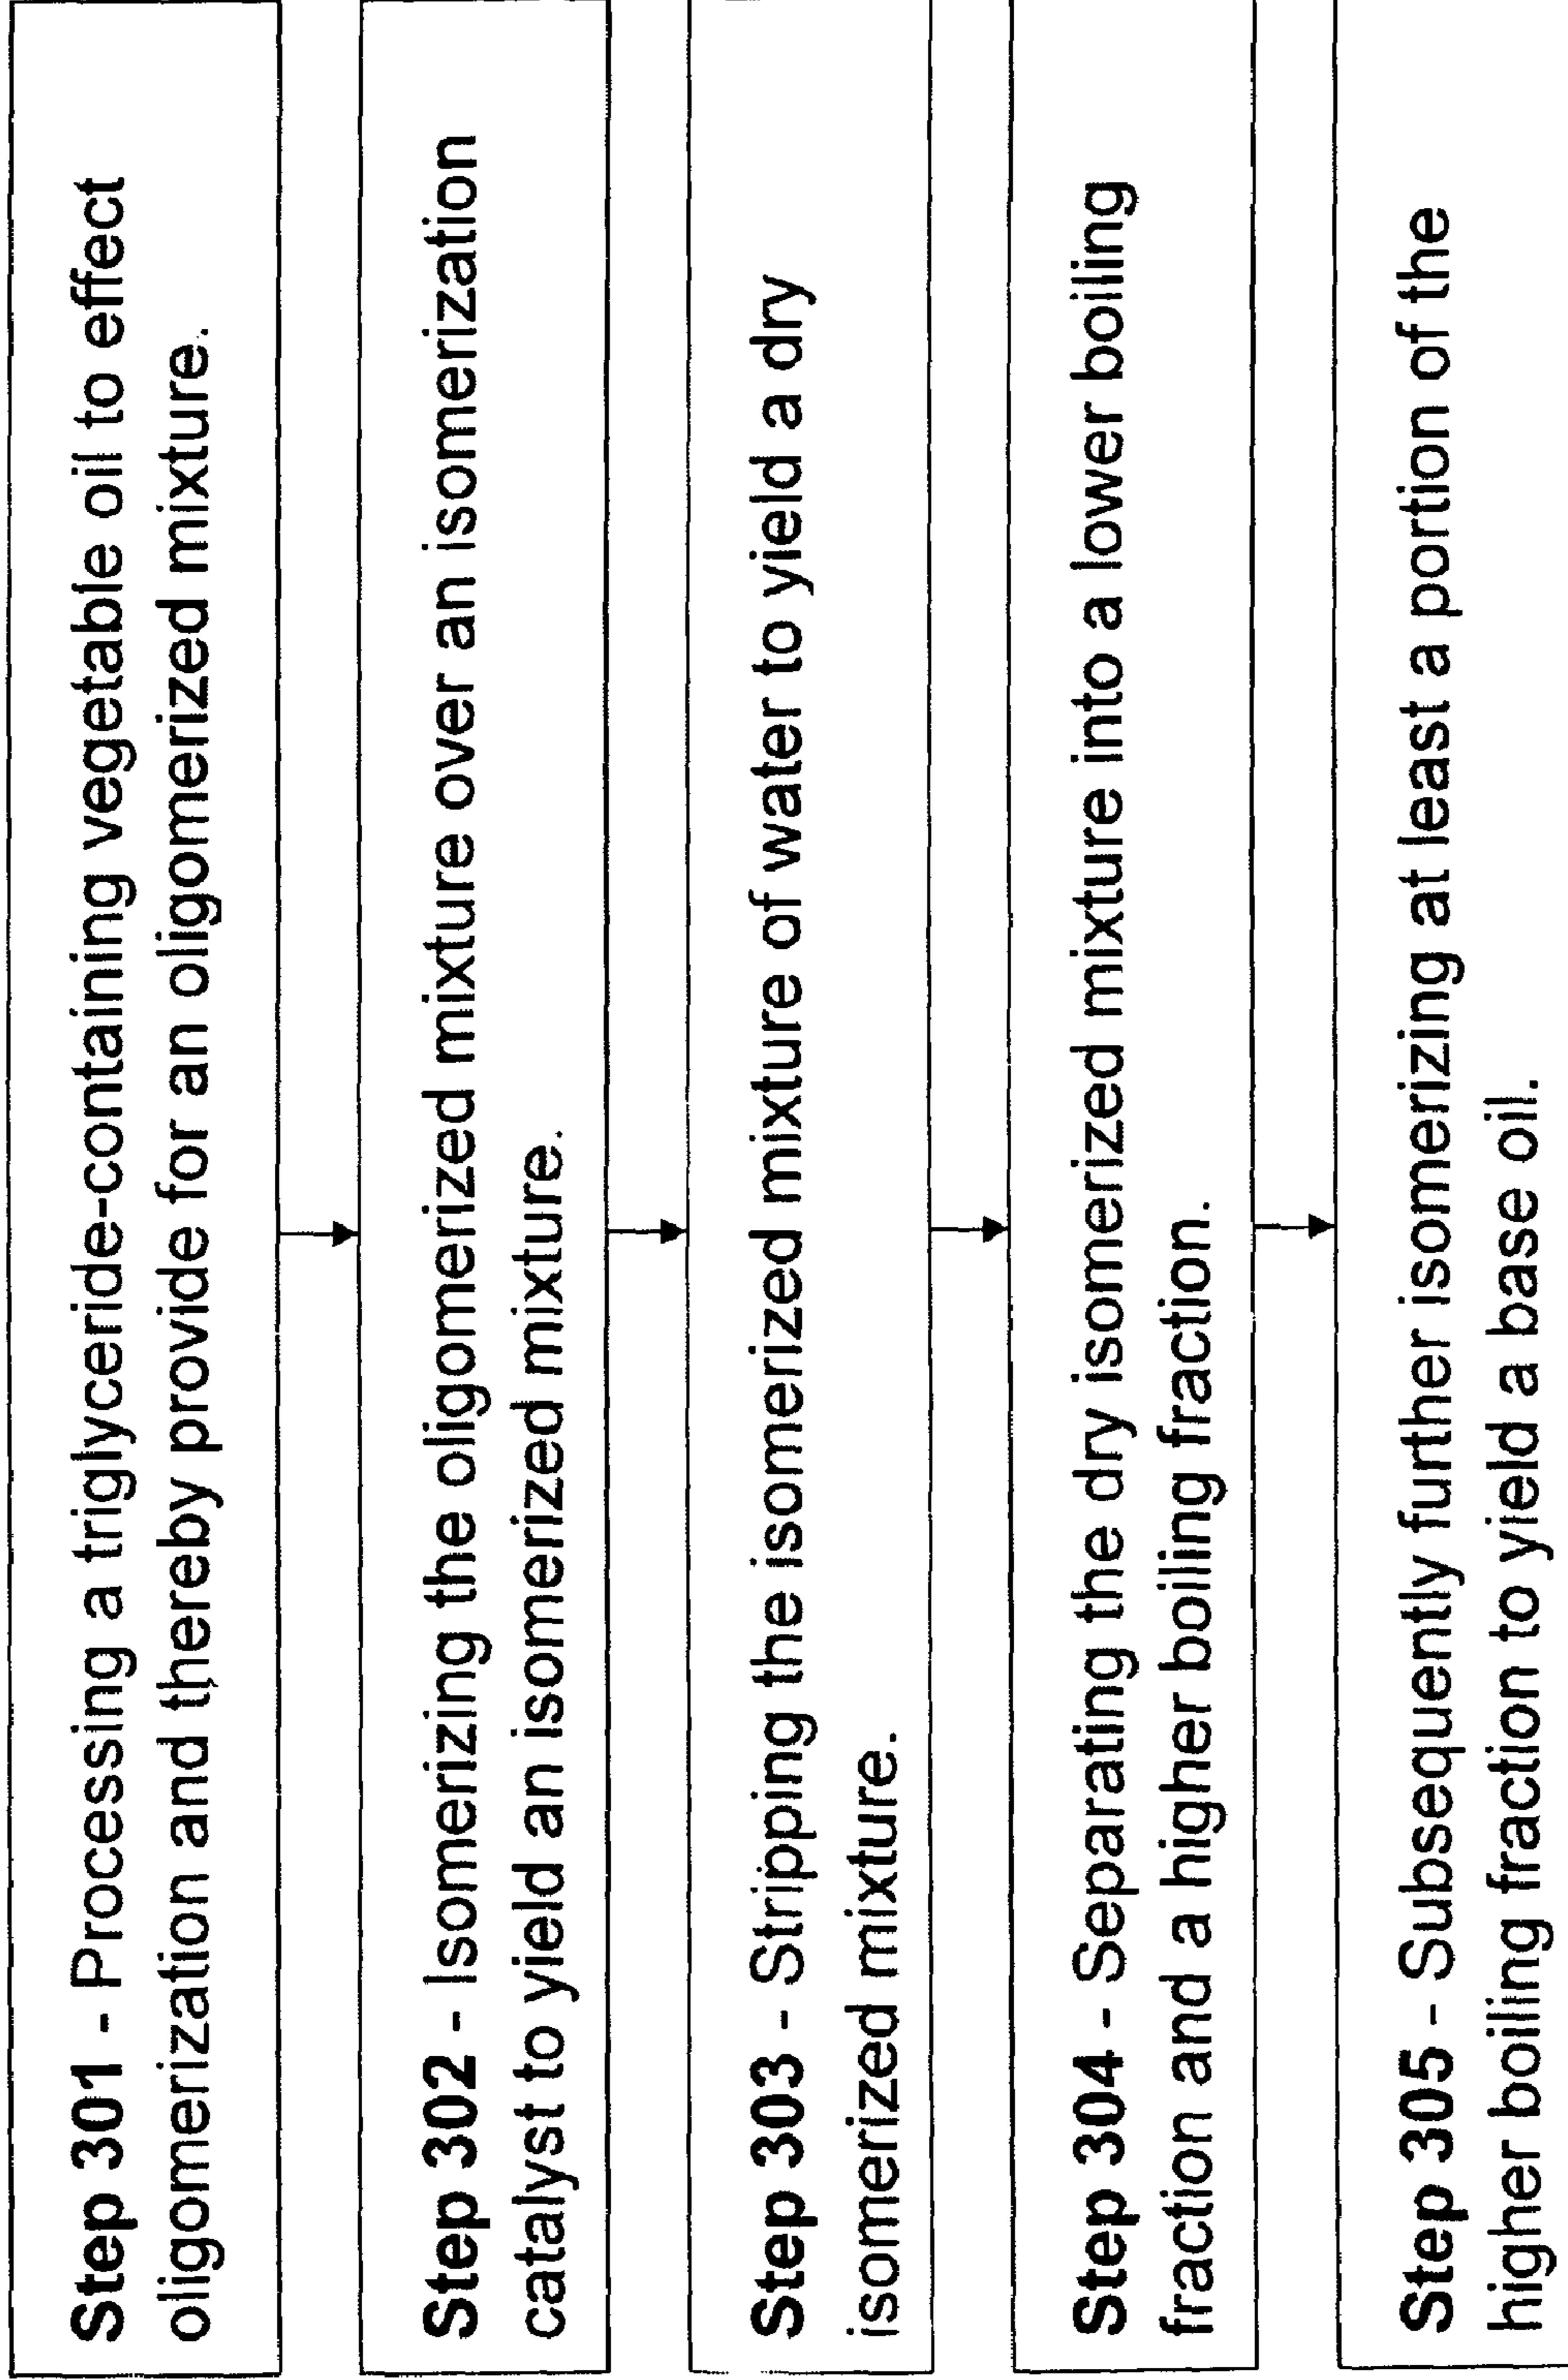 Step 301 - Processing a triglyceride-containing vegetable oil to effect
oligomerization and thereby provide for an oligomerized mixture.
Step 302 - Isomerizing the oligomerized mixture over an isomerization
catalyst to yield an isomerized mixture.
Step 303 - Stripping the isomerized mixture of water to yield a dry
isomerized mixture.
Step 304 - Separating the dry isomerized mixture into a lower boiling
fraction and a higher boiling fraction.
Step 305 - Subsequently further isomerizing at least a portion of the
higher boiling fraction to yield a base oil.